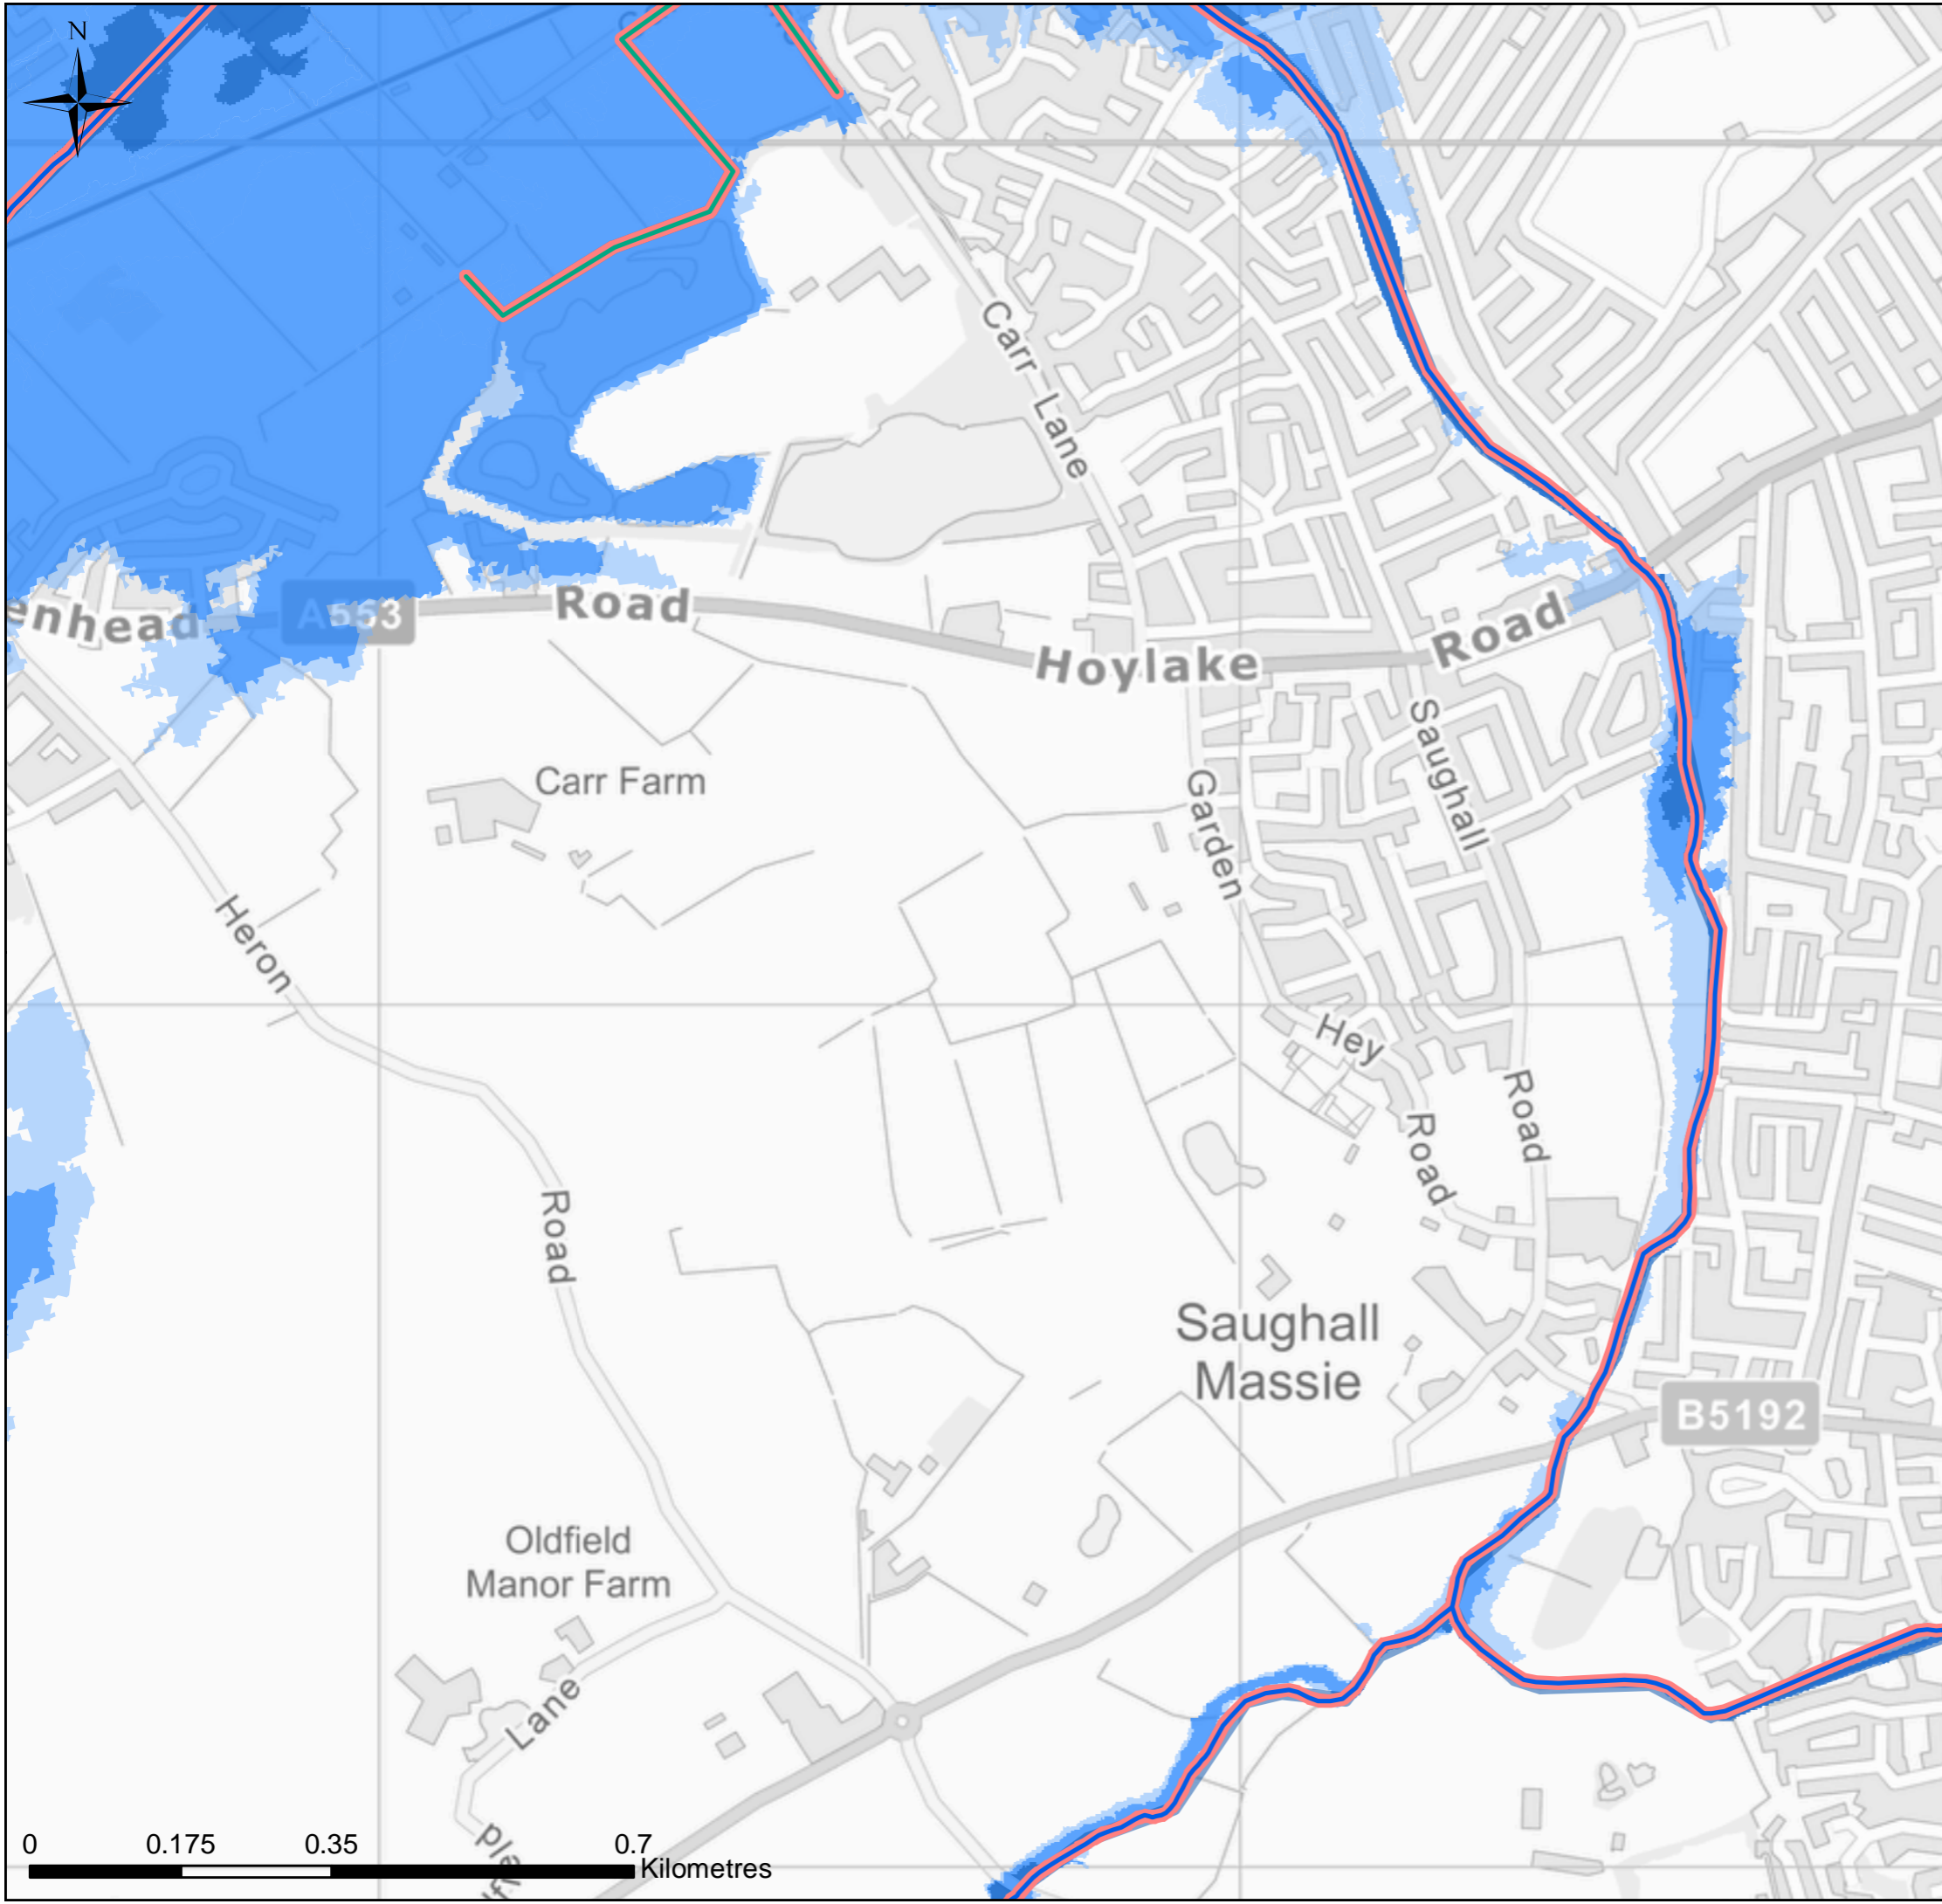 N
Carr Lane
enhead
A553
Road
Hoylake
Road
Saughall
Carr Farm
Garden
Heron
Hey
Road
Road
Road
Saughall
Massie
B5192
Oldfield
Manor Farm
Lane
0 0.175 0.35 0.7
Kilometres